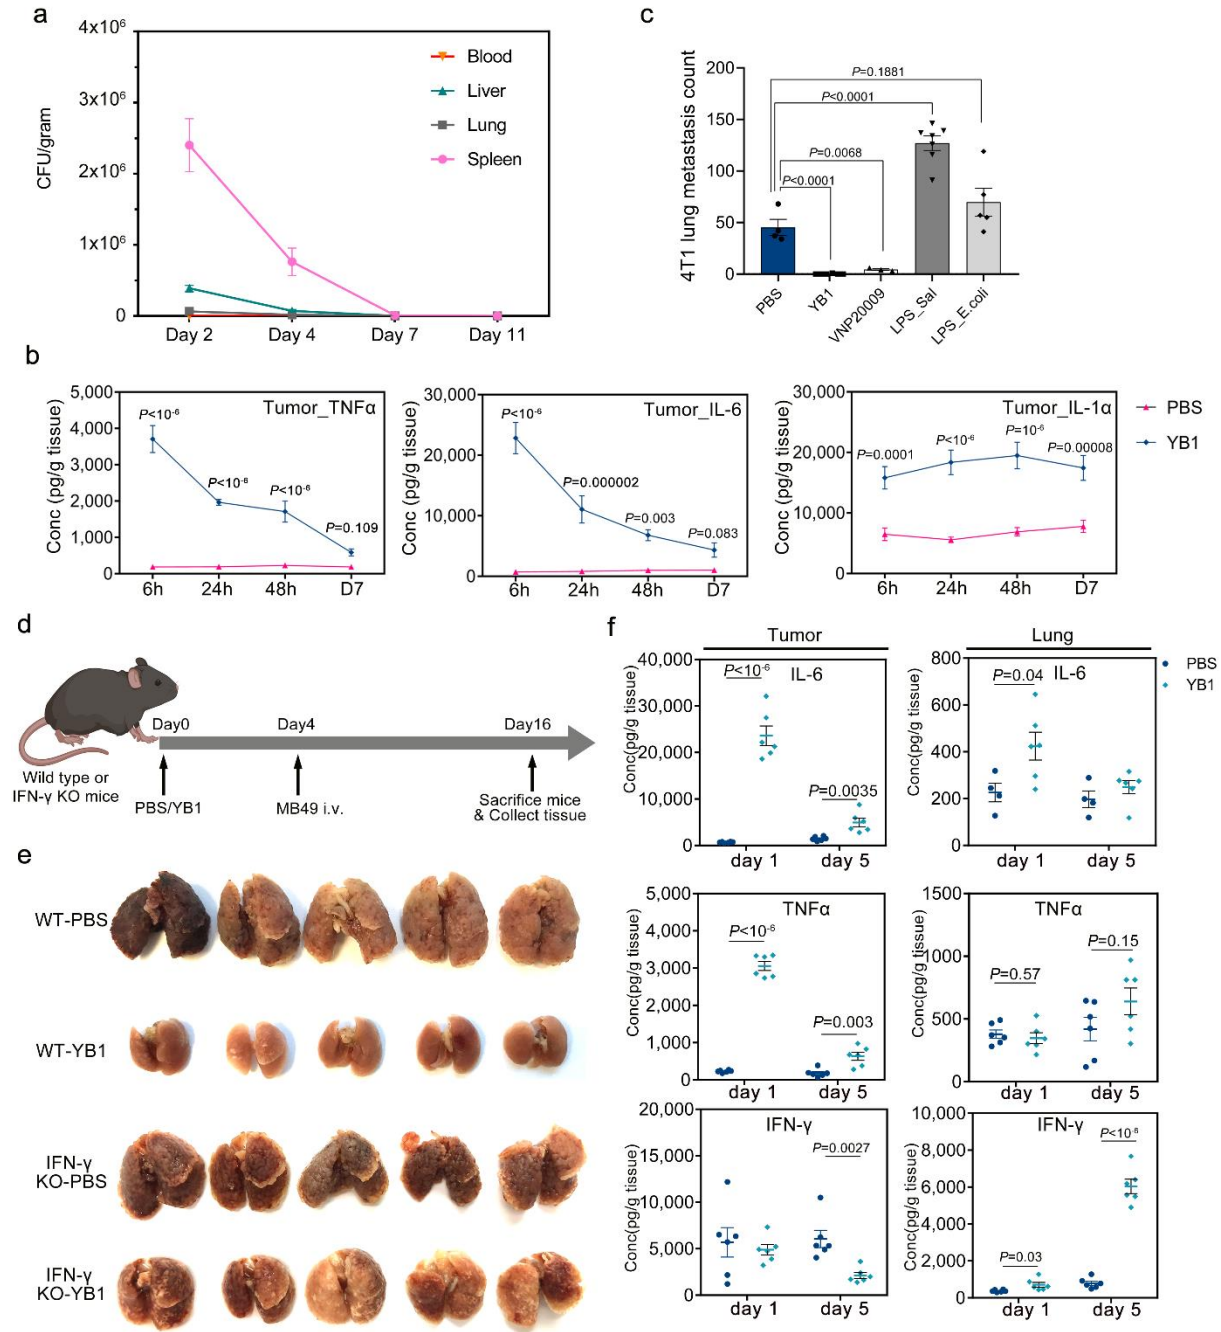 a
4x10⁶
3x10⁶
2x10⁶
1x10⁶
0
CFU/gram
Day 2 Day 4 Day 7 Day 11
Blood
Liver
Lung
Spleen
c
200
150
100
50
0
4T1 lung metastasis count
P=0.1881
P<0.0001
P=0.0068
P<0.0001
PBS YB1 VNP20009 LPS_Sal LPS_E.coli
b
5,000
4,000
3,000
2,000
1,000
0
Conc (pg/g tissue)
Tumor_TNFα
P<10⁻⁶
P<10⁻⁶
P<10⁻⁶
P=0.109
6h 24h 48h D7
30,000
20,000
10,000
0
Conc (pg/g tissue)
Tumor_IL-6
P<10⁻⁶
P=0.000002
P=0.003
P=0.083
6h 24h 48h D7
30,000
20,000
10,000
0
Conc (pg/g tissue)
Tumor_IL-1α
P=0.0001
P<10⁻⁶
P=10⁻⁶
P=0.00008
6h 24h 48h D7
PBS
YB1
d
Day0 Day4 Day16
Wild type or
IFN-γ KO mice
PBS/YB1
MB49 i.v.
Sacrifice mice
& Collect tissue
e
WT-PBS
WT-YB1
IFN-γ
KO-PBS
IFN-γ
KO-YB1
f
Tumor
Lung
PBS
YB1
40,000
30,000
20,000
10,000
0
Conc(pg/g tissue)
IL-6
P<10⁻⁶
P=0.0035
day 1 day 5
800
600
400
200
0
Conc(pg/g tissue)
IL-6
P=0.04
day 1 day 5
5,000
4,000
3,000
2,000
1,000
0
Conc(pg/g tissue)
TNFα
P<10⁻⁶
P=0.003
day 1 day 5
1500
1000
500
0
Conc(pg/g tissue)
TNFα
P=0.57
P=0.15
day 1 day 5
20,000
15,000
10,000
5,000
0
Conc(pg/g tissue)
IFN-γ
P=0.0027
day 1 day 5
10,000
8,000
6,000
4,000
2,000
0
Conc(pg/g tissue)
IFN-γ
P=0.03
P<10⁻⁶
day 1 day 5